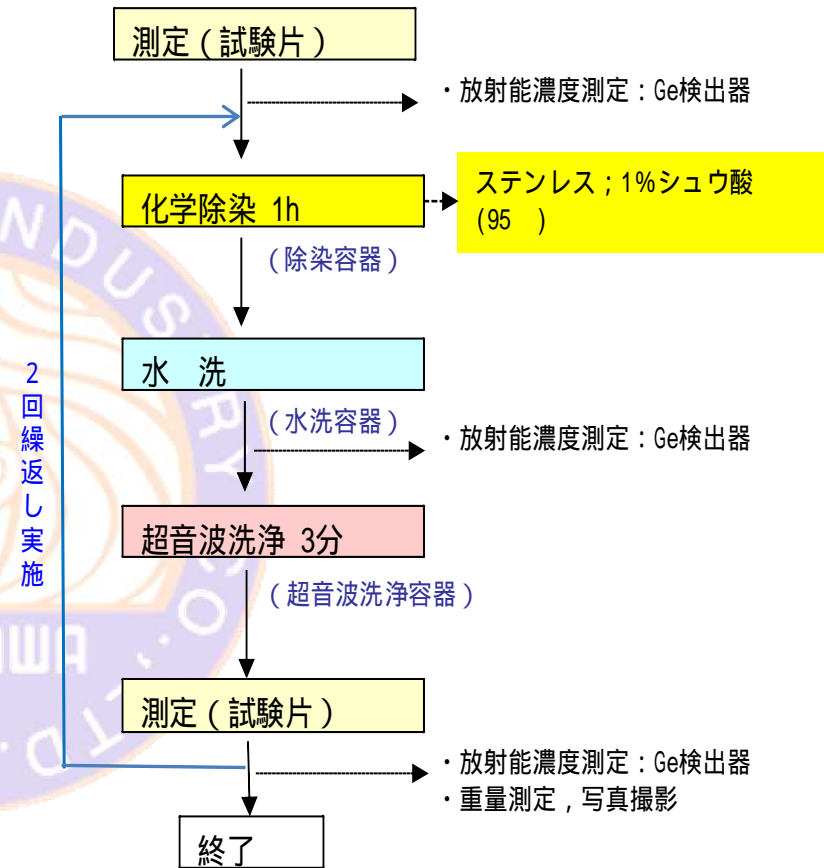 測定(試験片)
・放射能濃度測定:Ge検出器
化学除染 1h
ステンレス;1%シュウ酸
(95 )
(除染容器)
水 洗
(水洗容器)
・放射能濃度測定:Ge検出器
超音波洗浄 3分
(超音波洗浄容器)
測定(試験片)
・放射能濃度測定:Ge検出器
・重量測定,写真撮影
終了
2回繰返し実施
INDUSTRY CO.,LTD.